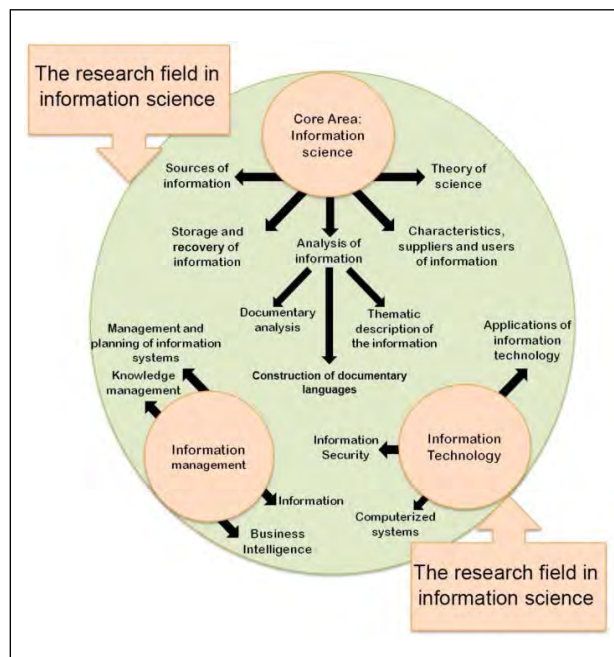 The research field in
information science
Core Area:
Information
science
Sources of
information
Theory of
science
Storage and
recovery of
information
Analysis of
information
Characteristics,
suppliers and users
of information
Documentary
analysis
Thematic
description of
the information
Construction of documentary
languages
Management and
planning of information
systems
Knowledge
management
Applications of
information
technology
Information
management
Information
Security
Information
Technology
Information
Business
Intelligence
Computerized
systems
The research field in
information science